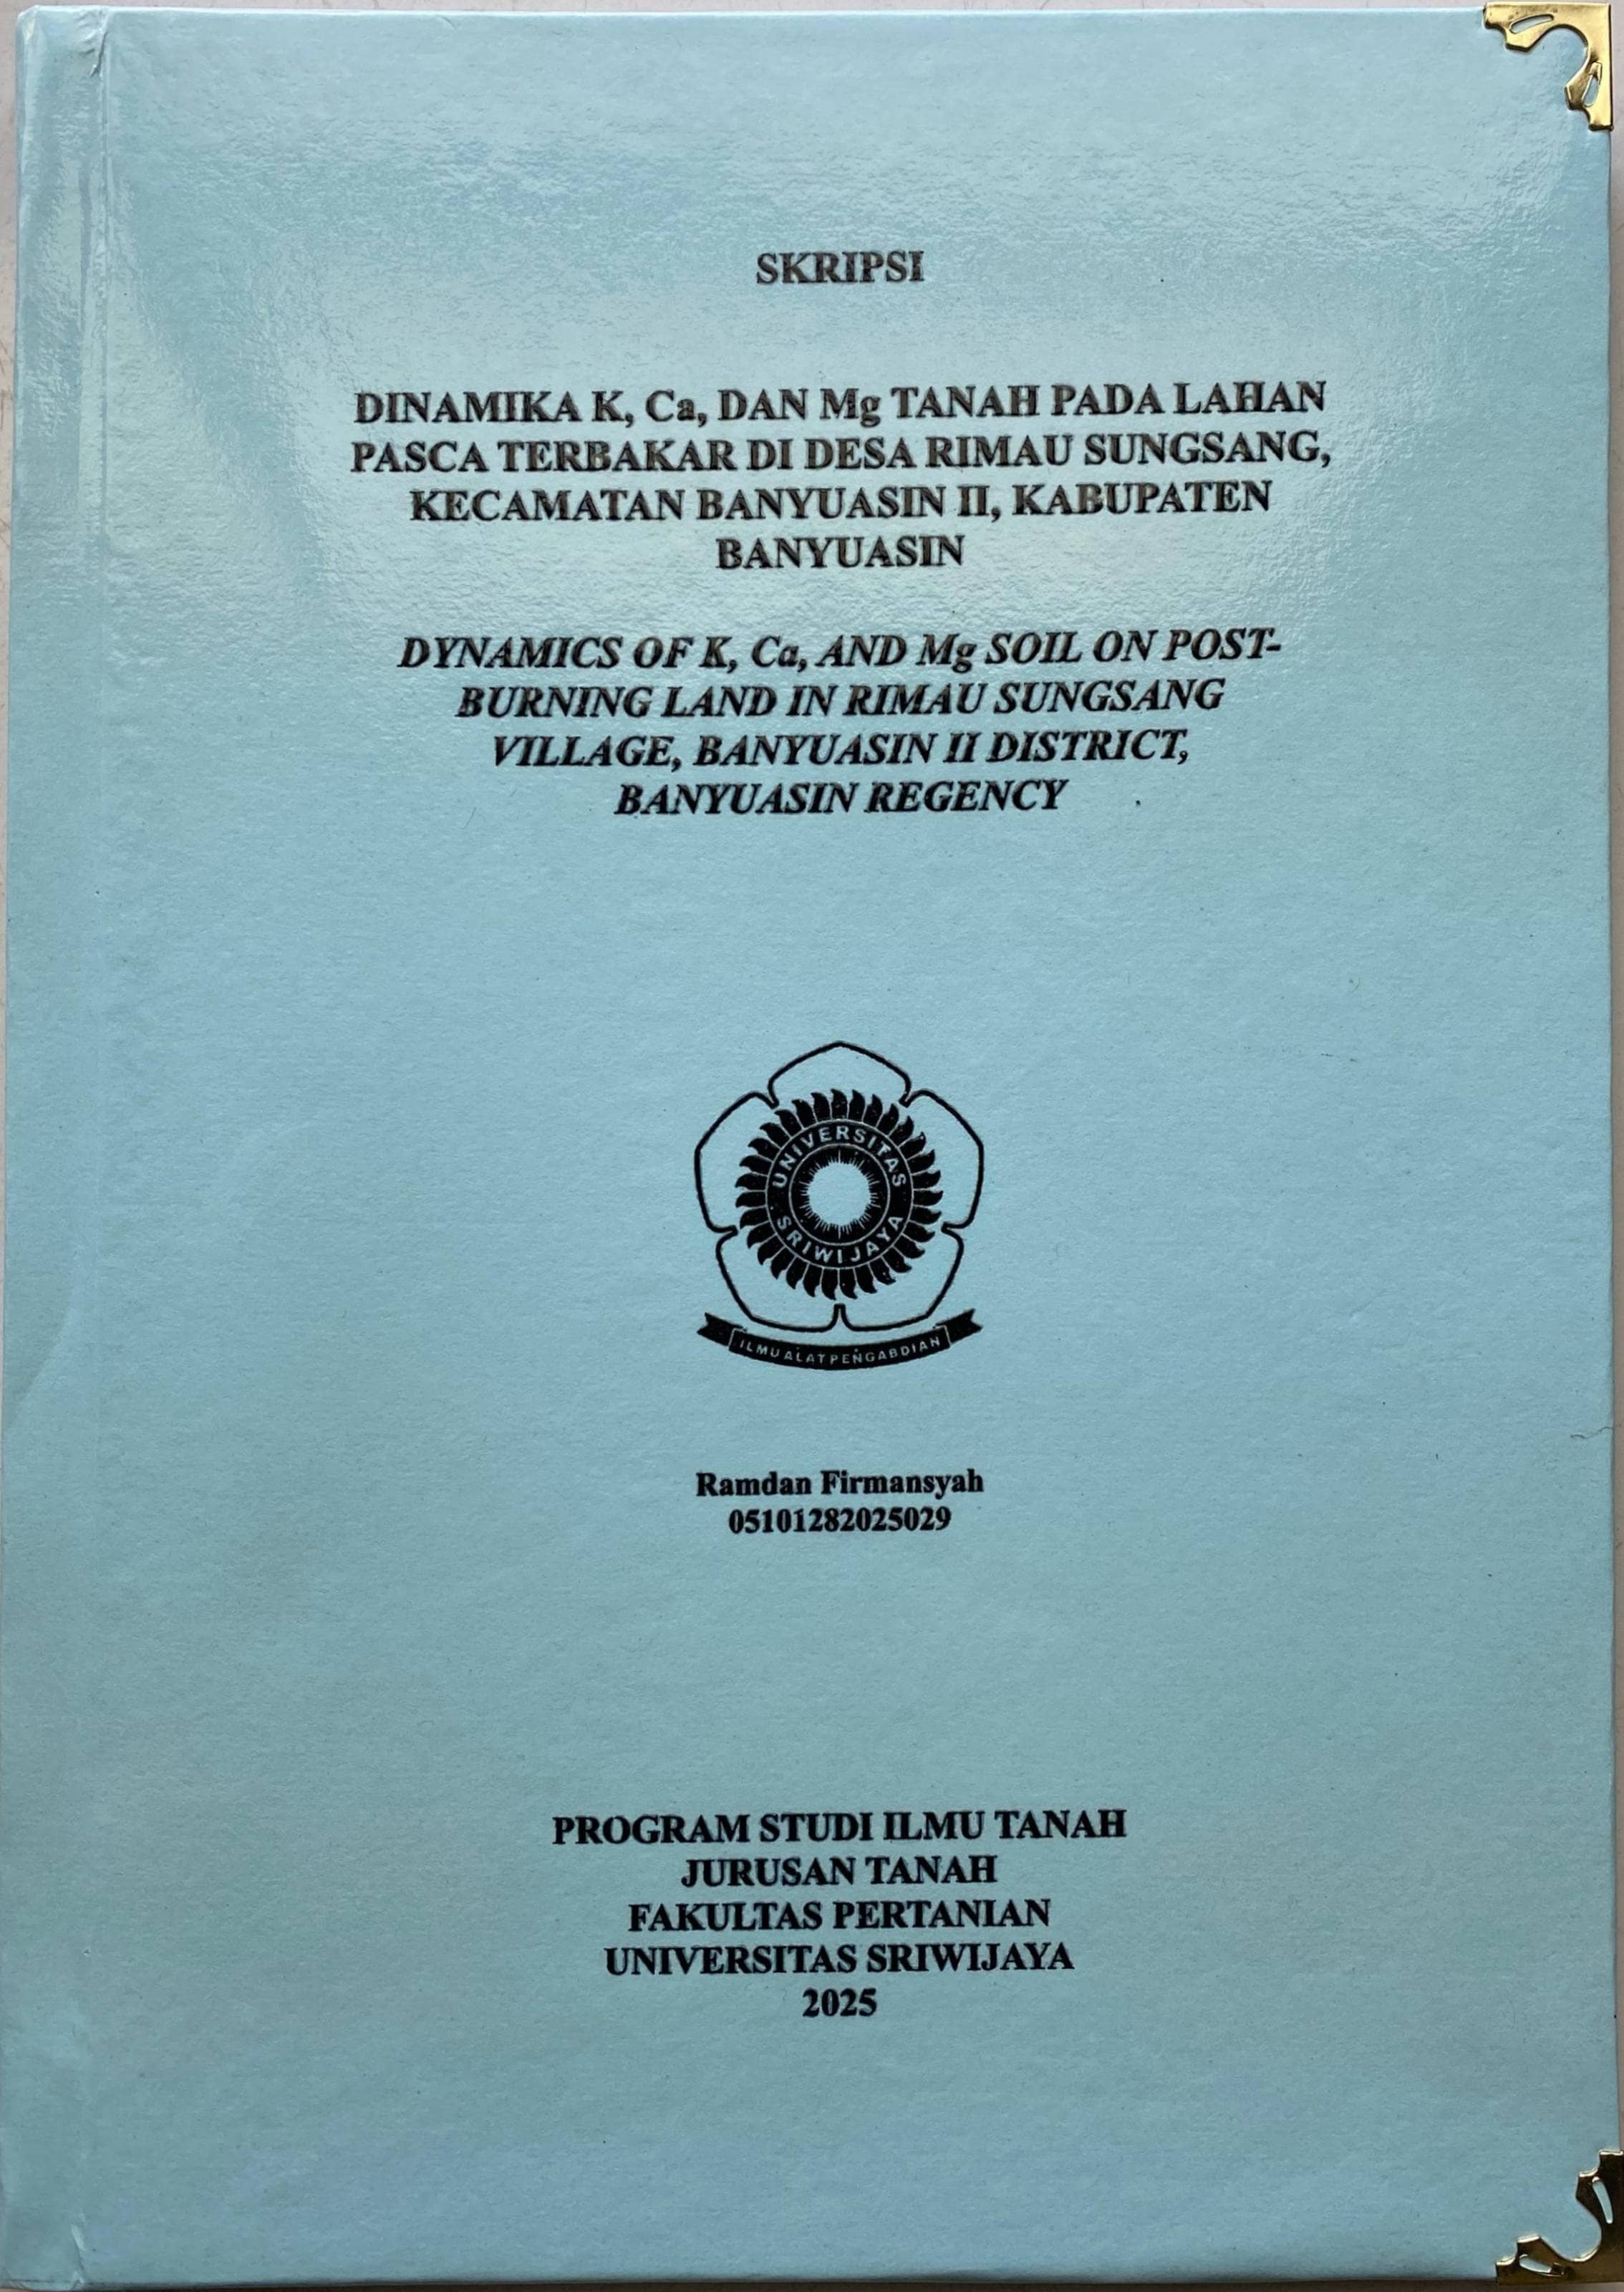 SKRIPSI
DINAMIKA K, Ca, DAN Mg TANAH PADA LAHAN
PASCA TERBAKAR DI DESA RIMAU SUNGSANG,
KECAMATAN BANYUASIN II, KABUPATEN
BANYUASIN
DYNAMICS OF K, Ca, AND Mg SOIL ON POST-
BURNING LAND IN RIMAU SUNGSANG
VILLAGE, BANYUASIN II DISTRICT,
BANYUASIN REGENCY
UNIVERSITAS
SRIWIJAYA
ILMU ALAT PENGABDIAN
Ramdan Firmansyah
05101282025029
PROGRAM STUDI ILMU TANAH
JURUSAN TANAH
FAKULTAS PERTANIAN
UNIVERSITAS SRIWIJAYA
2025